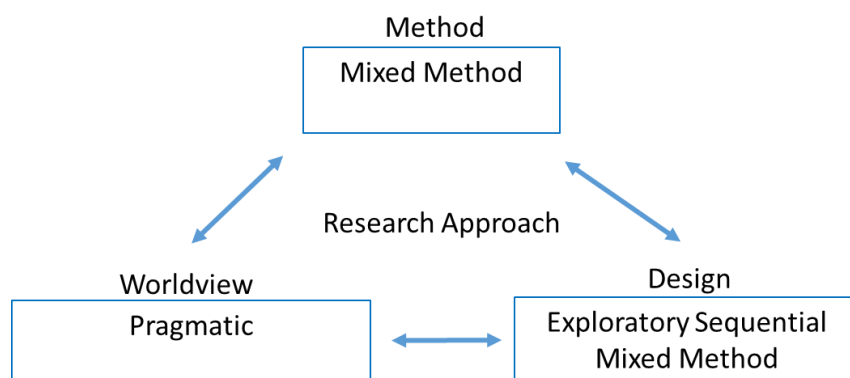 Method
Mixed Method
Research Approach
Worldview
Pragmatic
Design
Exploratory Sequential
Mixed Method